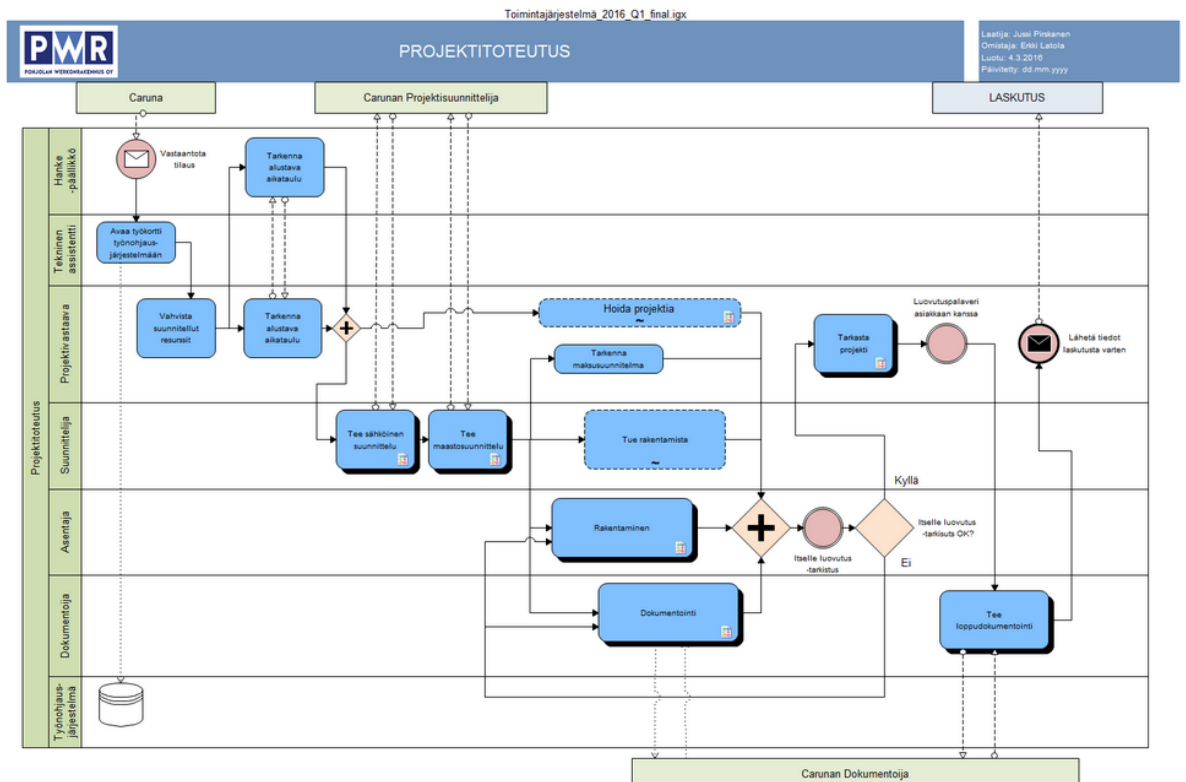 Toimintajärjestelmä_2016_Q1_final.igx
PWR
POHJOLAN WERKONRAKENNUS OY
PROJEKTITOTEUTUS
Laatija: Jussi Pirskanen
Omistaja: Erkki Latola
Luotu: 4.3.2016
Päivitetty: dd.mm.yyyy
Caruna
Carunan Projektisuunnittelija
LASKUTUS
Projektitoteutus
Hanke
-päällikkö
Vastaantota
tilaus
Tarkenna
alustava
aikataulu
Tekninen
assistentti
Avaa työkortti
työnohjaus-
järjestelmään
Projektivastaava
Vahvista
suunnitellut
resurssit
Tarkenna
alustava
aikataulu
Hoida projektia
Tarkenna
maksusuunnitelma
Tarkasta
projekti
Luovutuspalaveri
asiakkaan kanssa
Lähetä tiedot
laskutusta varten
Suunnittelija
Tee sähköinen
suunnittelu
Tee
maastosuunnittelu
Tue rakentamista
Kyllä
Asentaja
Rakentaminen
Itselle luovutus
-tarkistus
Itselle luovutus
-tarkisuts OK?
Ei
Dokumentoija
Dokumentointi
Tee
loppudokumentointi
Työnohjaus-
järjestelmä
Carunan Dokumentoija